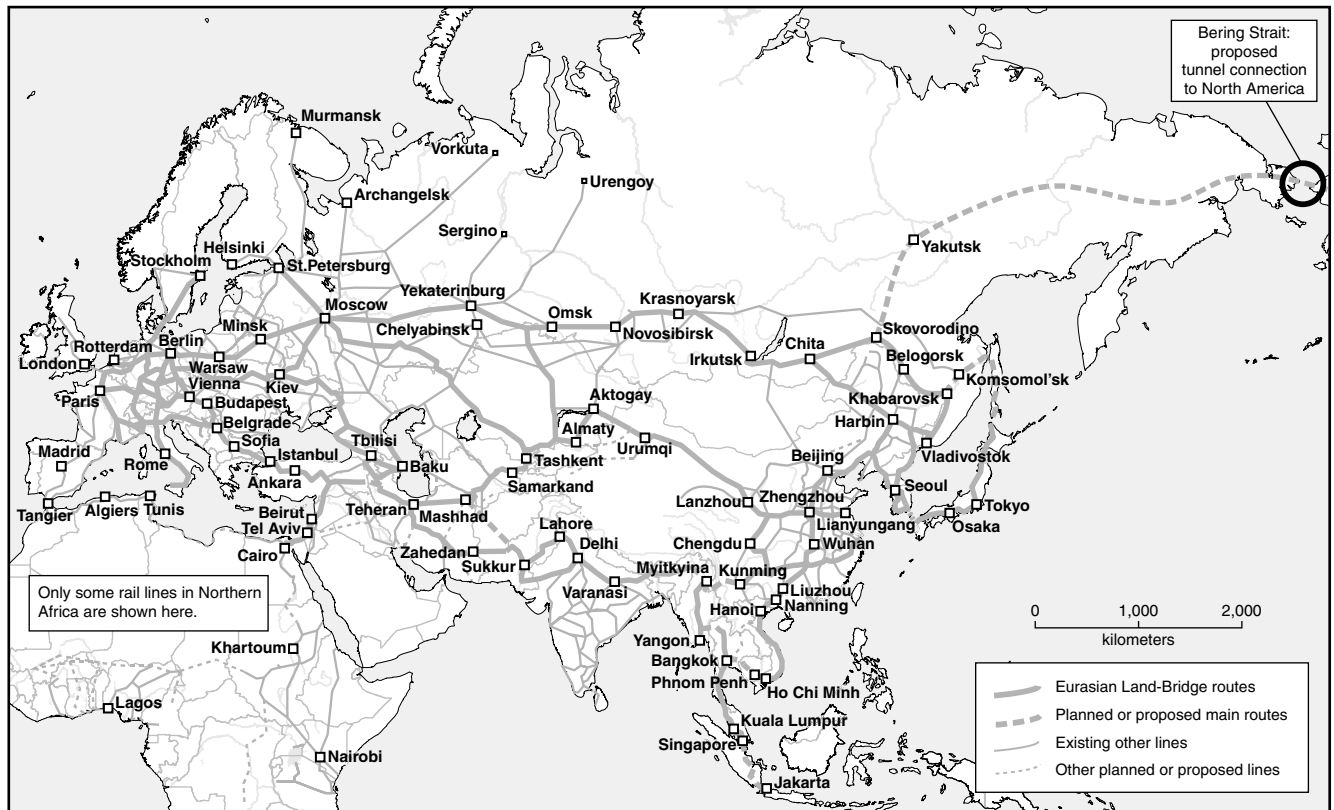 Bering Strait:
proposed
tunnel connection
to North America
Murmansk
Vorkuta
Urengoy
Archangelsk
Sergino
Yakutsk
Helsinki
Stockholm
St.Petersburg
Yekaterinburg
Moscow
Krasnoyarsk
Omsk
Chelyabinsk
Novosibirsk
Minsk
Skovorodino
Berlin
Rotterdam
Chita
Irkutsk
Belogorsk
London
Warsaw
Vienna
Kiev
Komsomol'sk
Paris
Budapest
Aktogay
Khabarovsk
Belgrade
Almaty
Harbin
Sofia
Tbilisi
Madrid
Istanbul
Urumqi
Vladivostok
Rome
Baku
Tashkent
Beijing
Ankara
Samarkand
Seoul
Tangier
Algiers
Tunis
Beirut
Teheran
Mashhad
Lanzhou
Zhengzhou
Tokyo
Tel Aviv
Lahore
Lianyungang
Osaka
Cairo
Zahedan
Delhi
Chengdu
Wuhan
Sukkur
Myitkyina
Kunming
Varanasi
Liuzhou
Nanning
Hanoi
Only some rail lines in Northern
Africa are shown here.
0 1,000 2,000
kilometers
Khartoum
Yangon
Bangkok
Phnom Penh
Ho Chi Minh
Lagos
Kuala Lumpur
Singapore
Nairobi
Jakarta
Eurasian Land-Bridge routes
Planned or proposed main routes
Existing other lines
Other planned or proposed lines